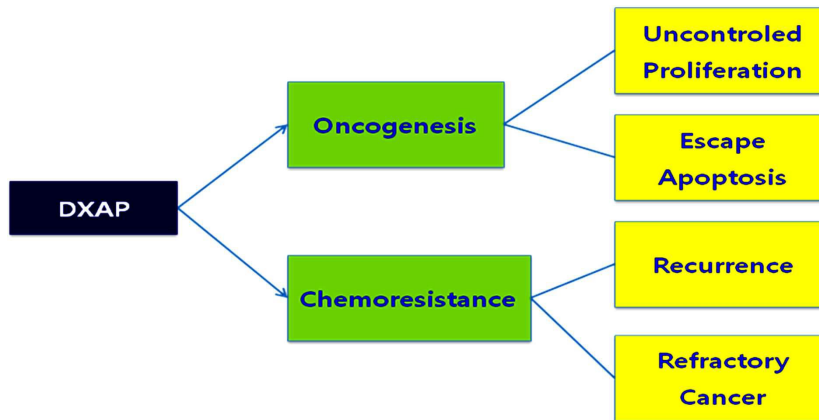 DXAP
Oncogenesis
Chemoresistance
Uncontroled
Proliferation
Escape
Apoptosis
Recurrence
Refractory
Cancer